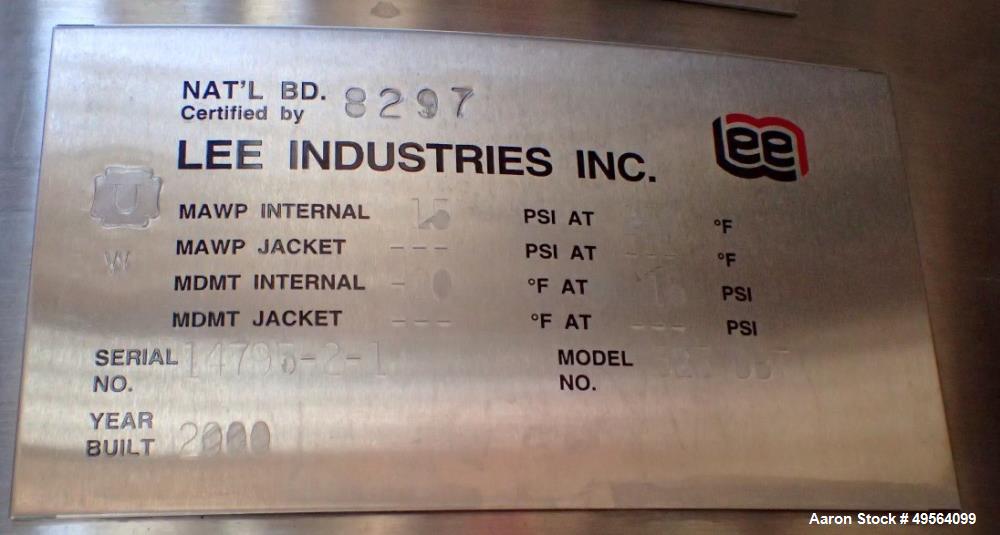 NAT'L BD. 8297
Certified by
LEE INDUSTRIES INC. Lee
U
W
MAWP INTERNAL 15 PSI AT °F
MAWP JACKET --- PSI AT --- °F
MDMT INTERNAL °F AT PSI
MDMT JACKET --- °F AT --- PSI
SERIAL NO. 14795-2-1 MODEL NO.
YEAR BUILT 2000
Aaron Stock # 49564099